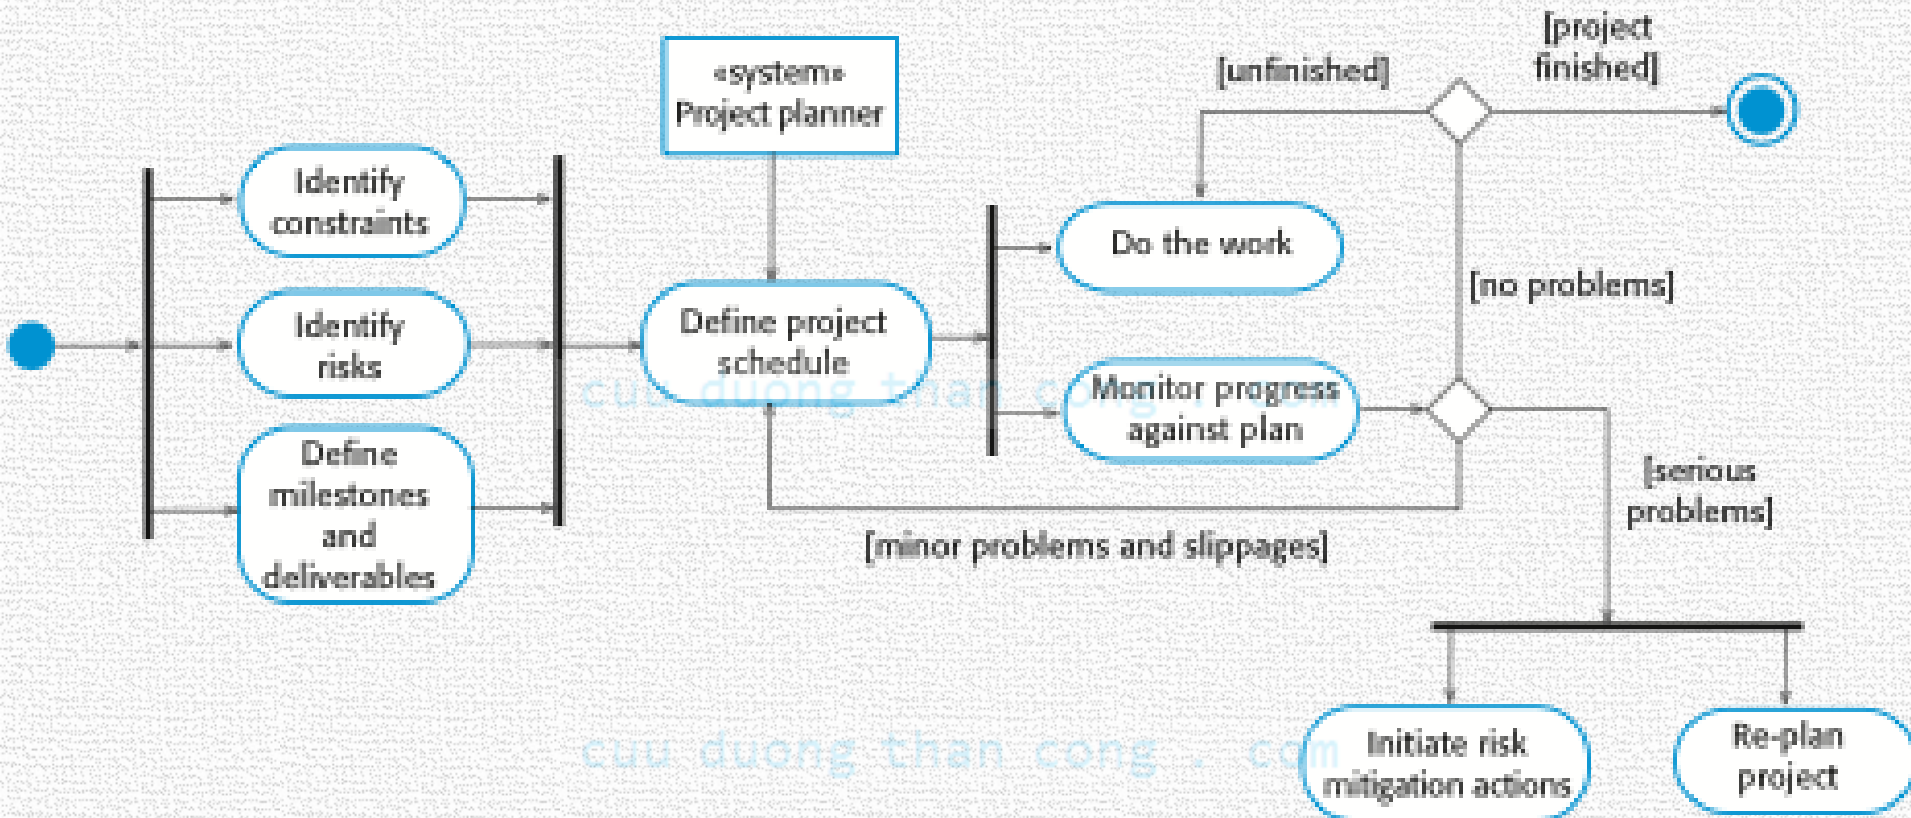 [project
finished]
[unfinished]
«system»
Project planner
Identify
constraints
Do the work
Identify
risks
Define project
schedule
[no problems]
Monitor progress
against plan
cuu duong than cong . com
Define
milestones
and
deliverables
[serious
problems]
[minor problems and slippages]
Initiate risk
mitigation actions
Re-plan
project
cuu duong than cong . com